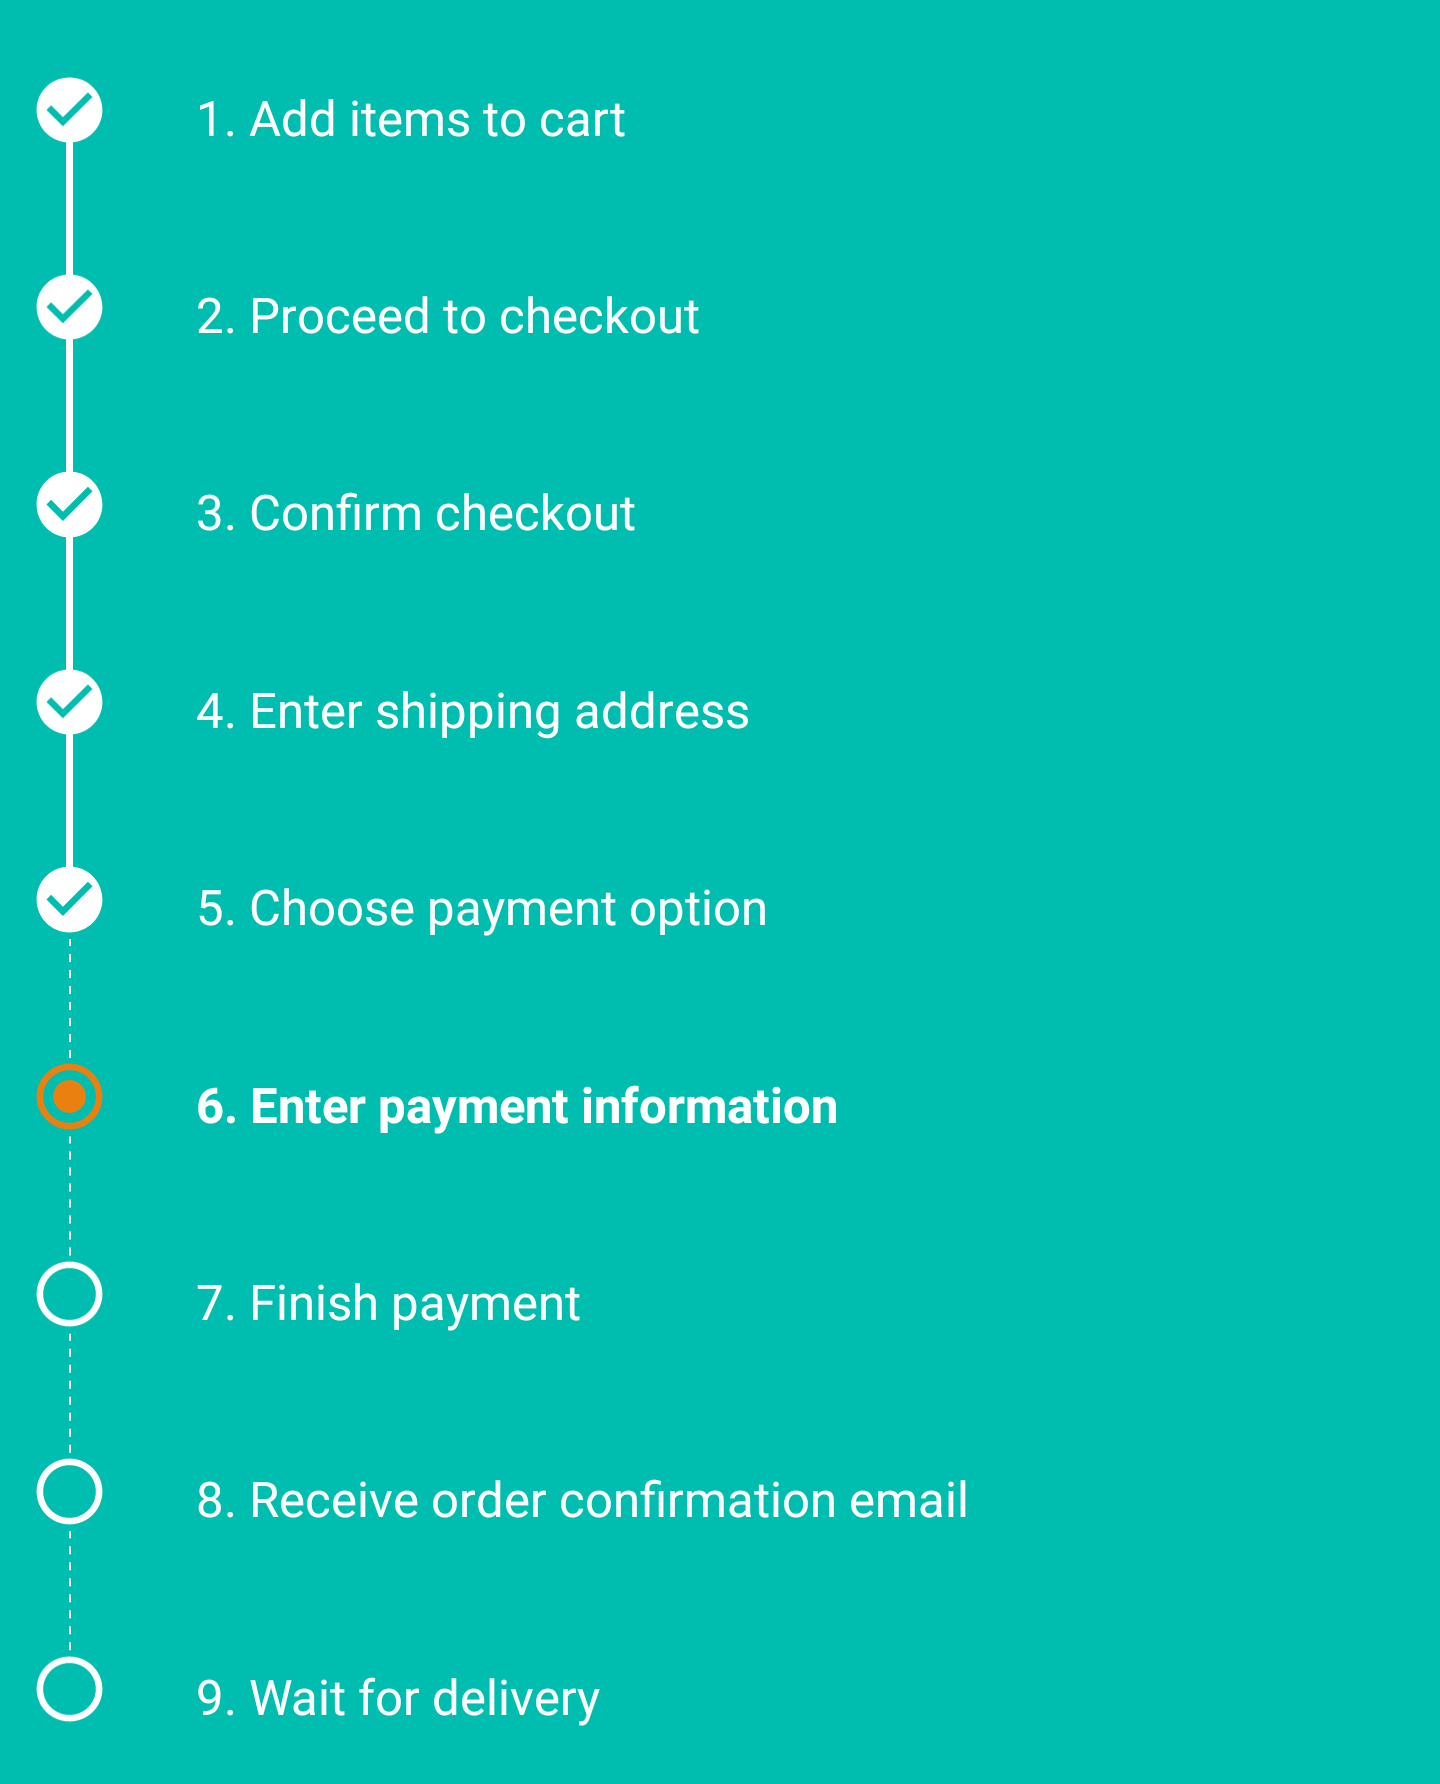 1. Add items to cart
2. Proceed to checkout
3. Confirm checkout
4. Enter shipping address
5. Choose payment option
6. Enter payment information
7. Finish payment
8. Receive order confirmation email
9. Wait for delivery